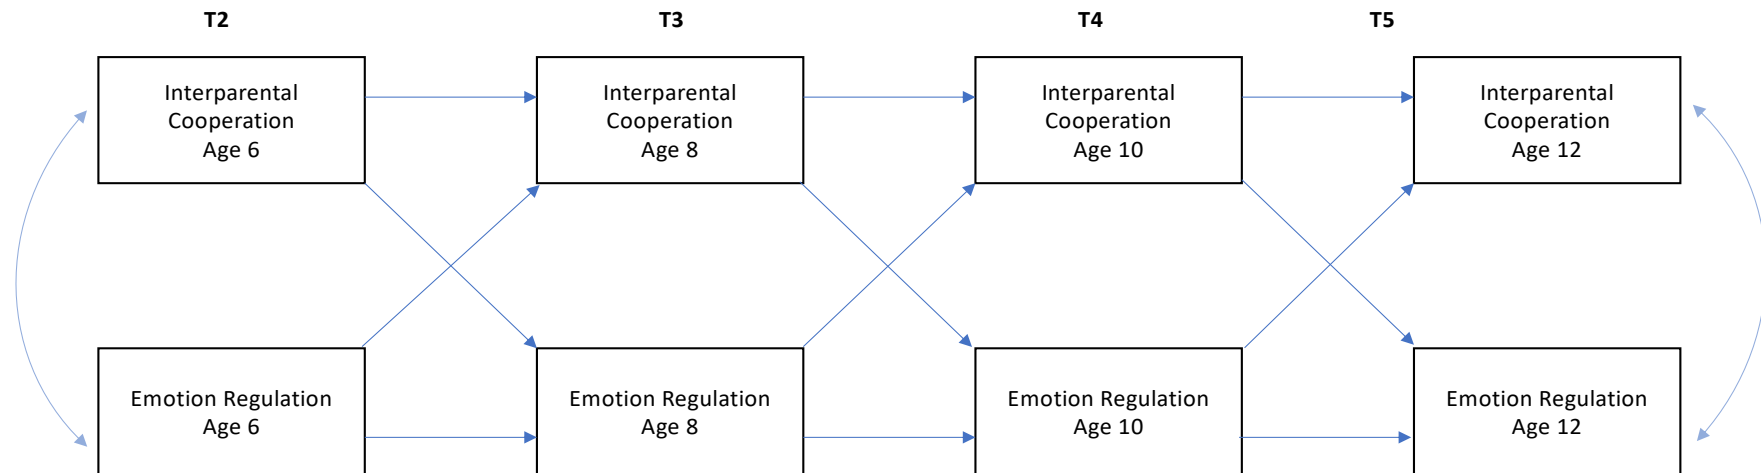 T2
T3
T4
T5
Interparental
Cooperation
Age 6
Interparental
Cooperation
Age 8
Interparental
Cooperation
Age 10
Interparental
Cooperation
Age 12
Emotion Regulation
Age 6
Emotion Regulation
Age 8
Emotion Regulation
Age 10
Emotion Regulation
Age 12